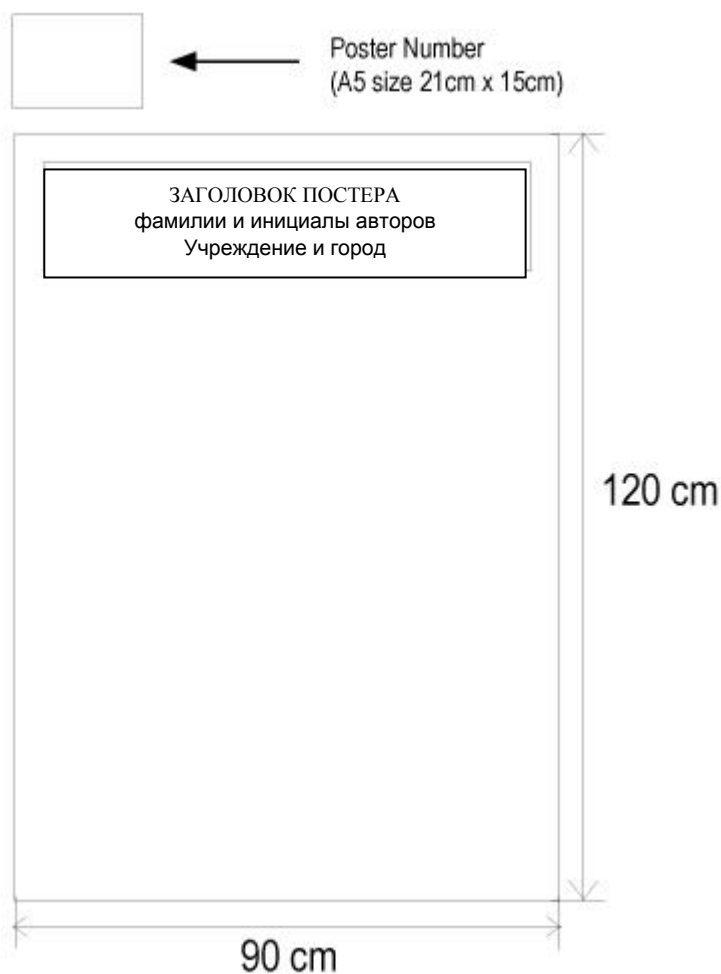 Poster Number
(A5 size 21cm x 15cm)
ЗАГОЛОВОК ПОСТЕРА
фамилии и инициалы авторов
Учреждение и город
120 cm
90 cm